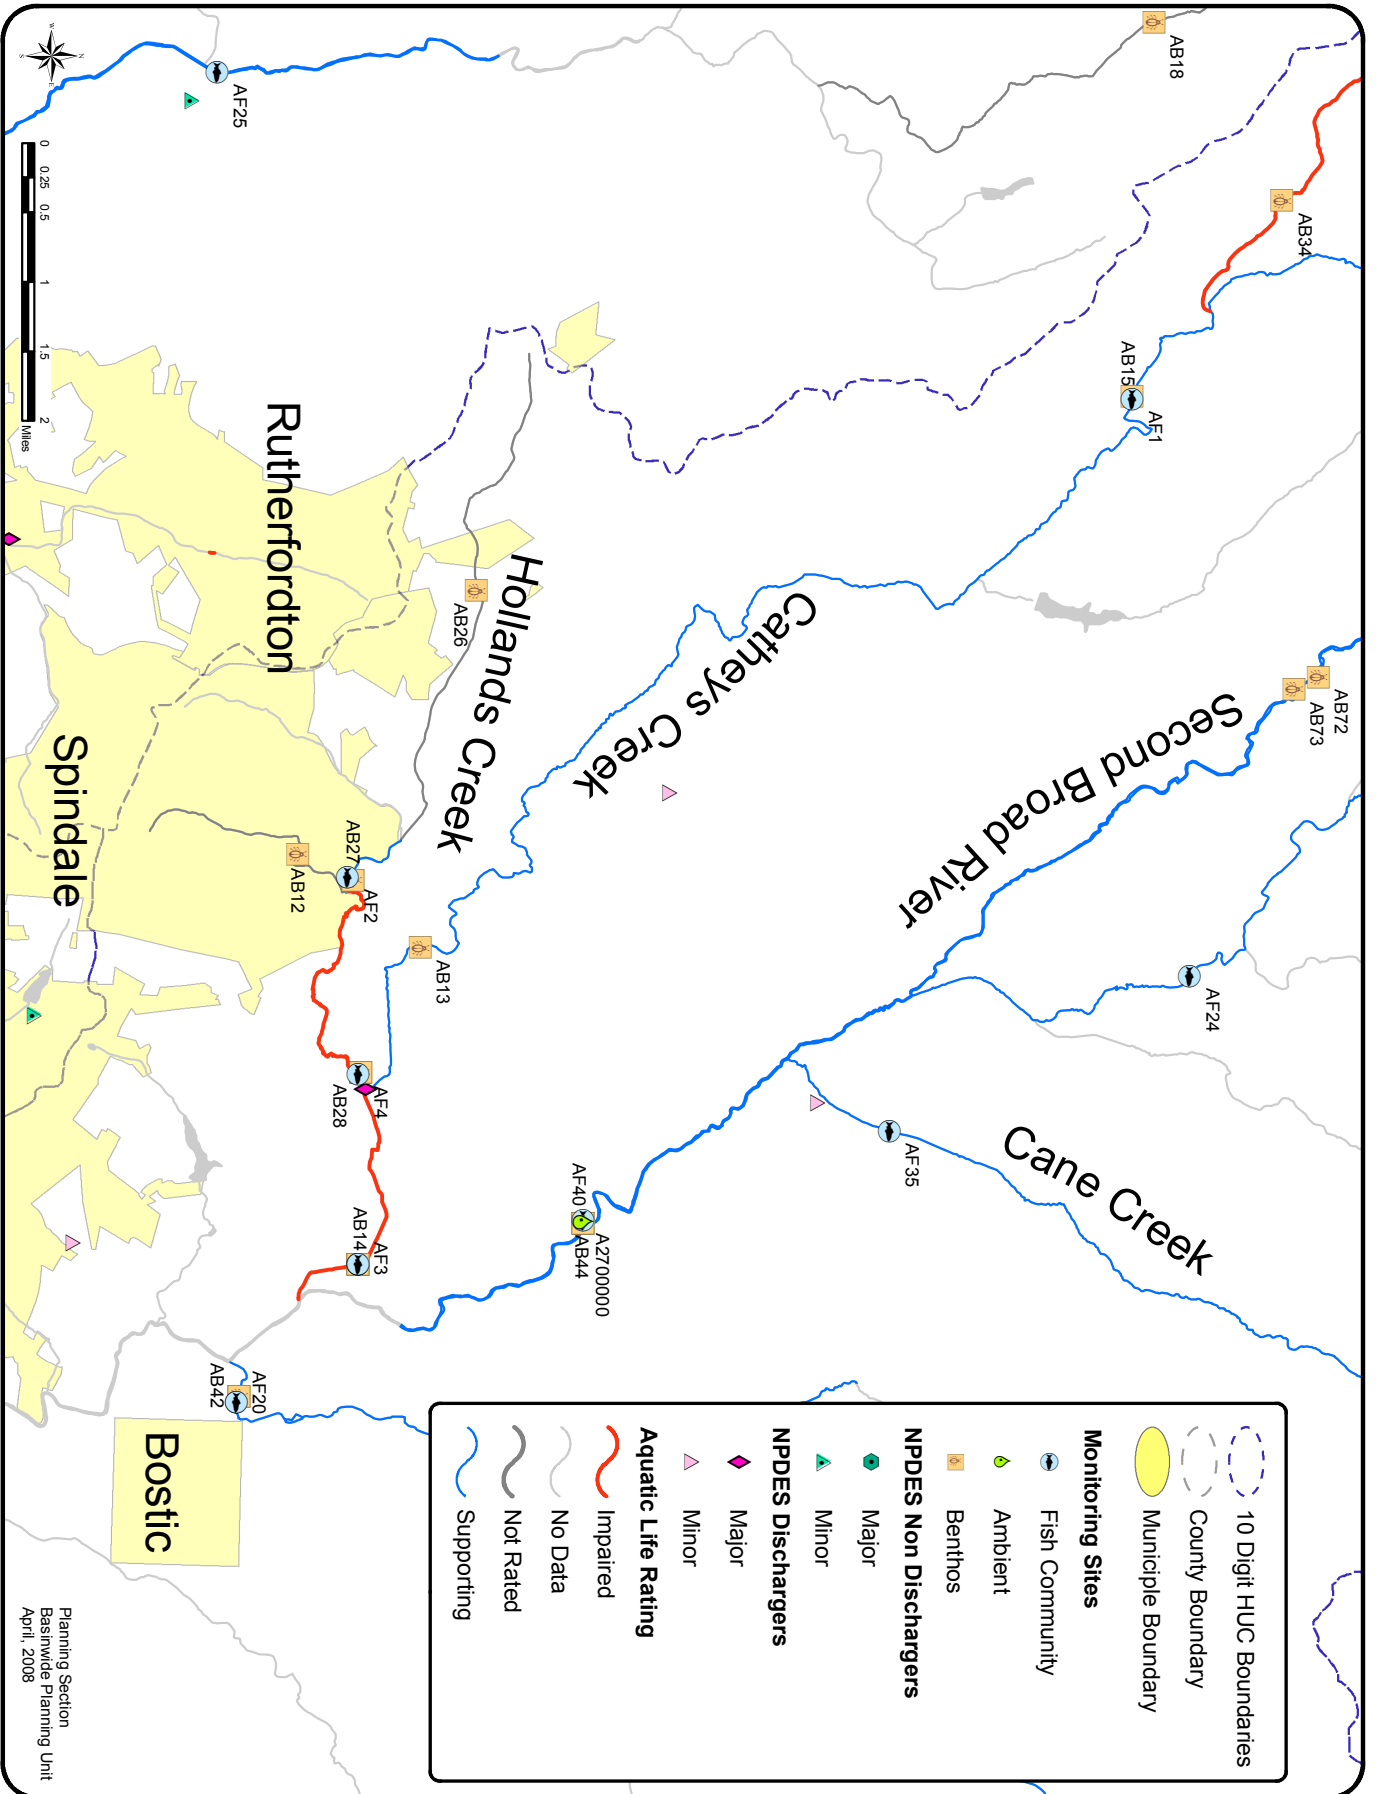 AB18
AB34
AF25
AB15
AF1
AB72
AB73
AF24
AF35
AB26
AB27
AF2
AB12
AB13
AF4
AB28
AF40
A2700000
AB44
AF3
AB14
AF20
AB42
Second Broad River
Cane Creek
Catheys Creek
Hollands Creek
Rutherfordton
Spindale
Bostic
10 Digit HUC Boundaries
County Boundary
Municiple Boundary
Monitoring Sites
Fish Community
Ambient
Benthos
NPDES Non Dischargers
Major
Minor
NPDES Dischargers
Major
Minor
Aquatic Life Rating
Impaired
No Data
Not Rated
Supporting
N
W
E
S
0 0.25 0.5 1 1.5 2
Miles
Planning Section
Basinwide Planning Unit
April, 2008